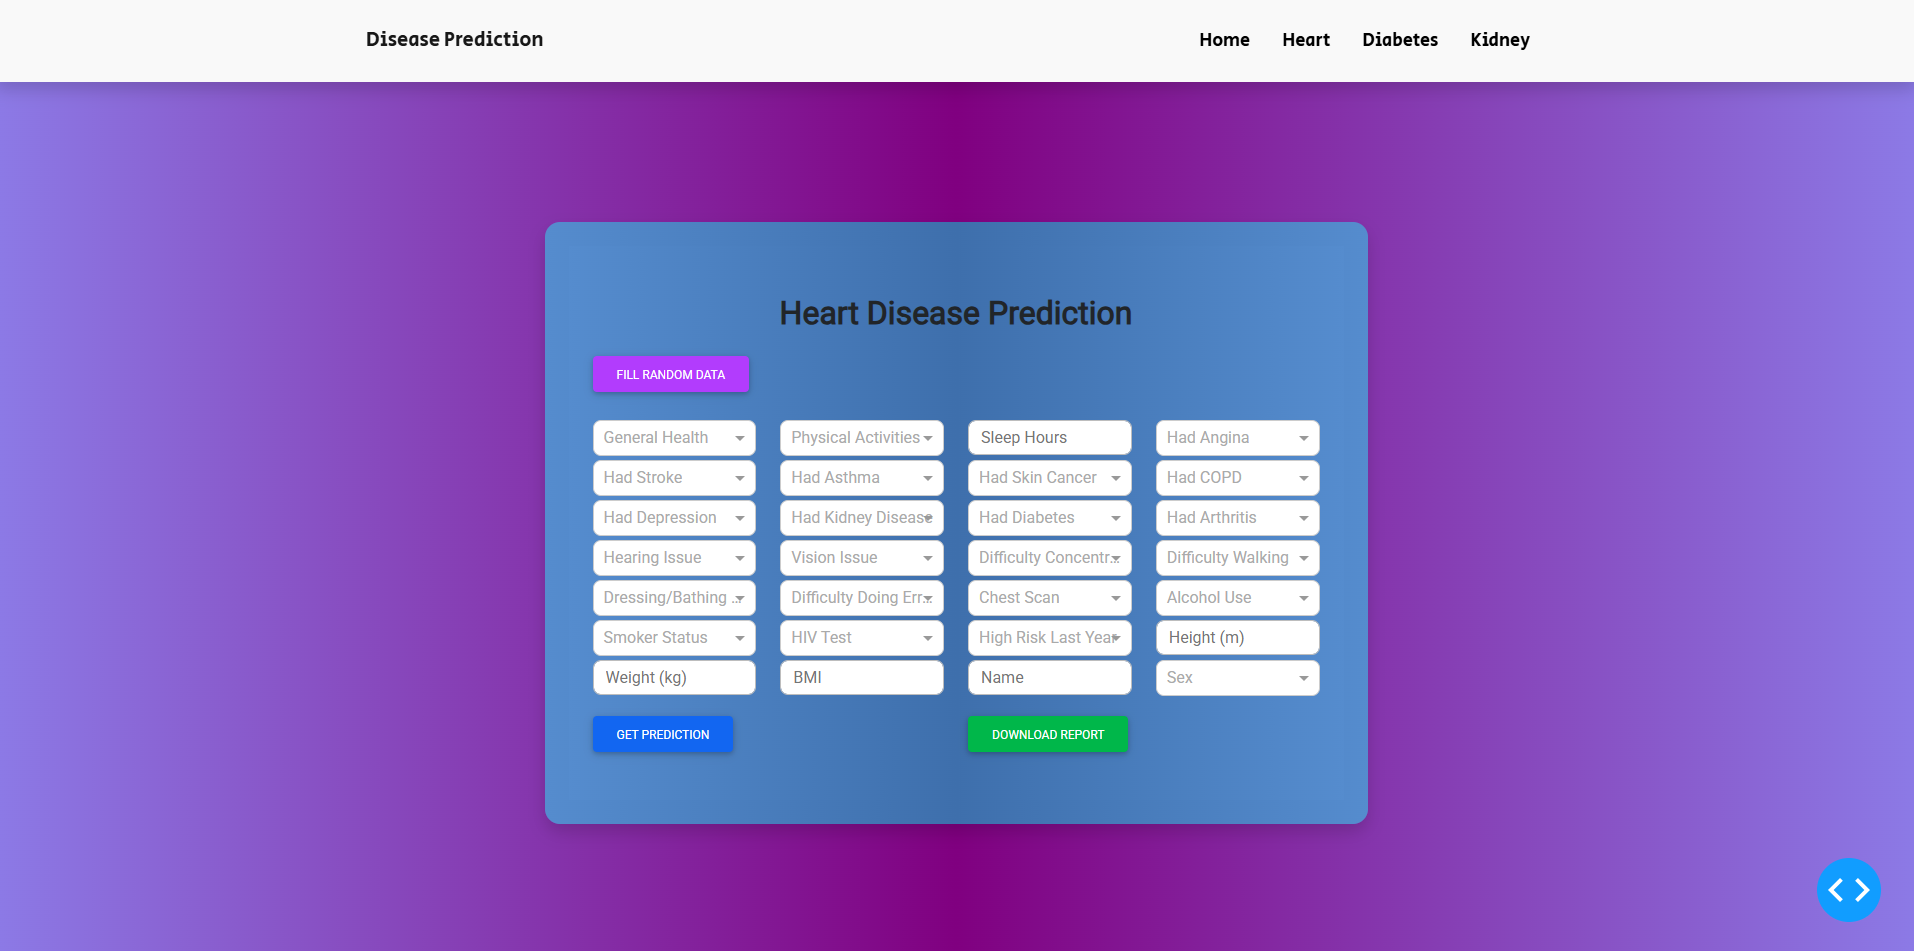 Disease Prediction Home Heart Diabetes Kidney
Heart Disease Prediction
FILL RANDOM DATA
General Health Physical Activities Sleep Hours Had Angina
Had Stroke Had Asthma Had Skin Cancer Had COPD
Had Depression Had Kidney Disease Had Diabetes Had Arthritis
Hearing Issue Vision Issue Difficulty Concentr... Difficulty Walking
Dressing/Bathing ... Difficulty Doing Err... Chest Scan Alcohol Use
Smoker Status HIV Test High Risk Last Year Height (m)
Weight (kg) BMI Name Sex
GET PREDICTION DOWNLOAD REPORT